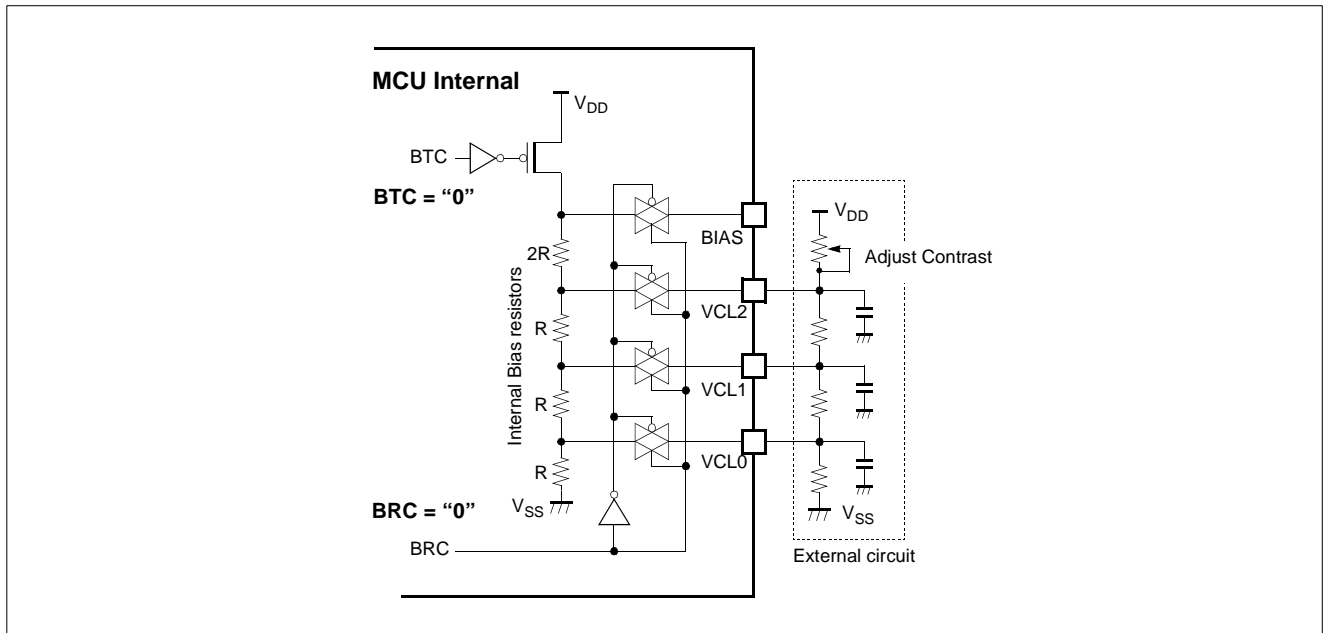 MCU Internal
VDD
BTC
BTC = “0”
VDD
BIAS
2R
Adjust Contrast
Internal Bias resistors
VCL2
R
VCL1
R
VCL0
R
BRC = “0”
VSS
VSS
BRC
External circuit